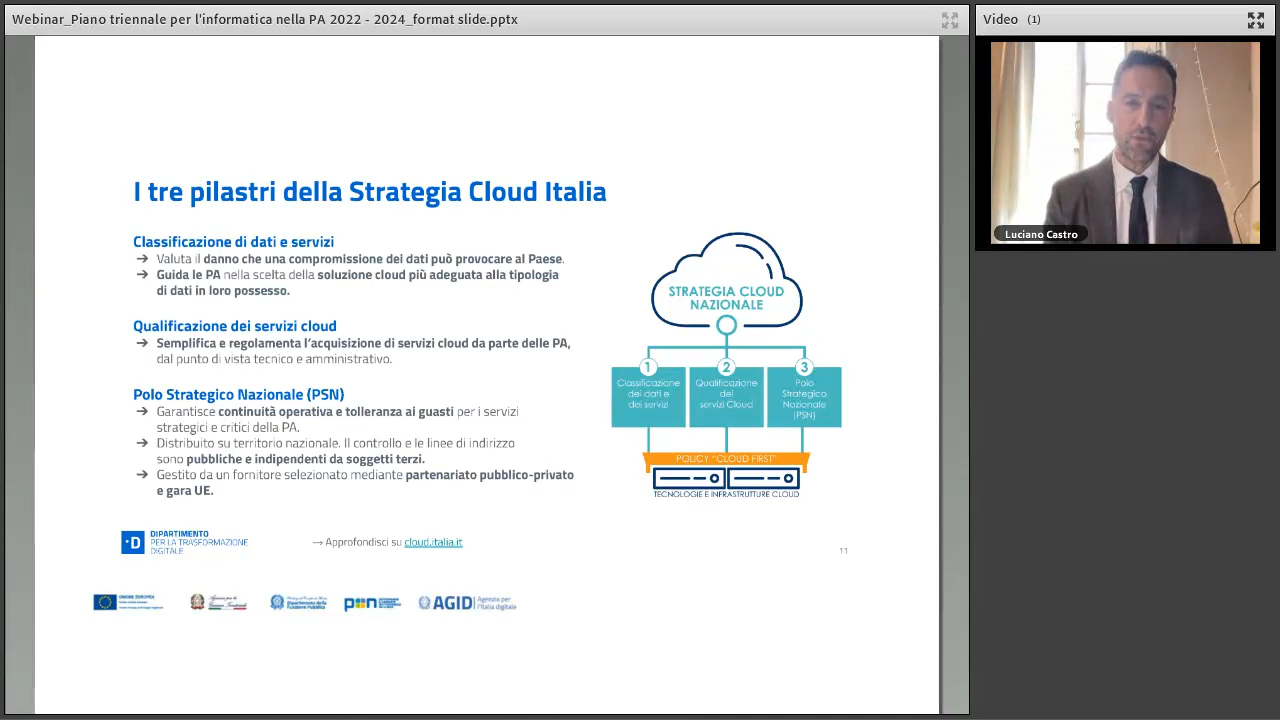 Webinar_Piano triennale per l'informatica nella PA 2022 - 2024_format slide.pptx
Video (1)
Luciano Castro
I tre pilastri della Strategia Cloud Italia
Classificazione di dati e servizi
→ Valuta il danno che una compromissione dei dati può provocare al Paese.
→ Guida le PA nella scelta della soluzione cloud più adeguata alla tipologia
di dati in loro possesso.
Qualificazione dei servizi cloud
→ Semplifica e regolamenta l'acquisizione di servizi cloud da parte delle PA,
dal punto di vista tecnico e amministrativo.
Polo Strategico Nazionale (PSN)
→ Garantisce continuità operativa e tolleranza ai guasti per i servizi
strategici e critici della PA.
→ Distribuito su territorio nazionale. Il controllo e le linee di indirizzo
sono pubbliche e indipendenti da soggetti terzi.
→ Gestito da un fornitore selezionato mediante partenariato pubblico-privato
e gara UE.
STRATEGIA CLOUD
NAZIONALE
1
Classificazione
dei dati e
dei servizi
2
Qualificazione
dei
servizi Cloud
3
Polo
Strategico
Nazionale
(PSN)
POLICY "CLOUD FIRST"
TECNOLOGIE E INFRASTRUTTURE CLOUD
D
DIPARTIMENTO
PER LA TRASFORMAZIONE
DIGITALE
→ Approfondisci su cloud.italia.it
11
UNIONE EUROPEA
pon
AGID Agenzia per
l'Italia digitale